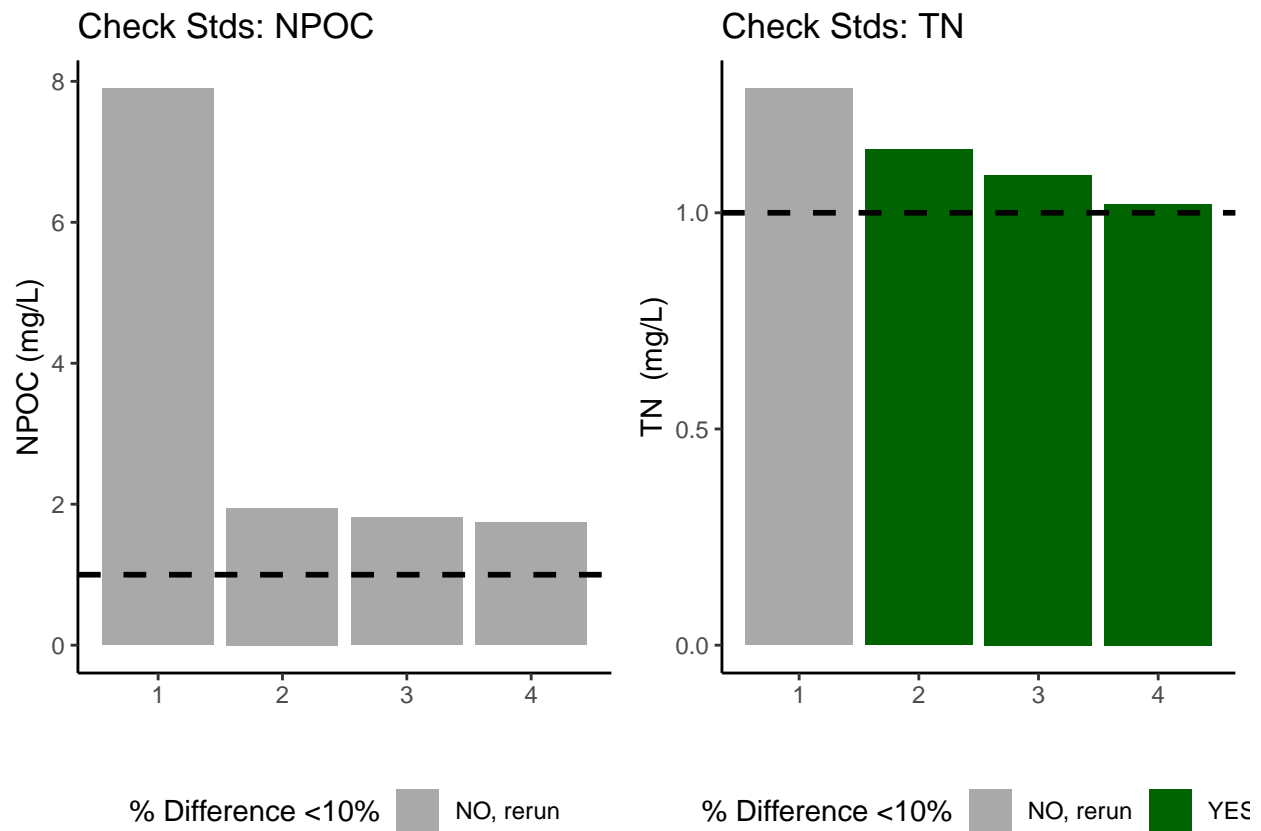 Check Stds: NPOC
NPOC (mg/L)
8
6
4
2
0
1 2 3 4
% Difference <10% NO, rerun
Check Stds: TN
TN (mg/L)
1.0
0.5
0.0
1 2 3 4
% Difference <10% NO, rerun YES